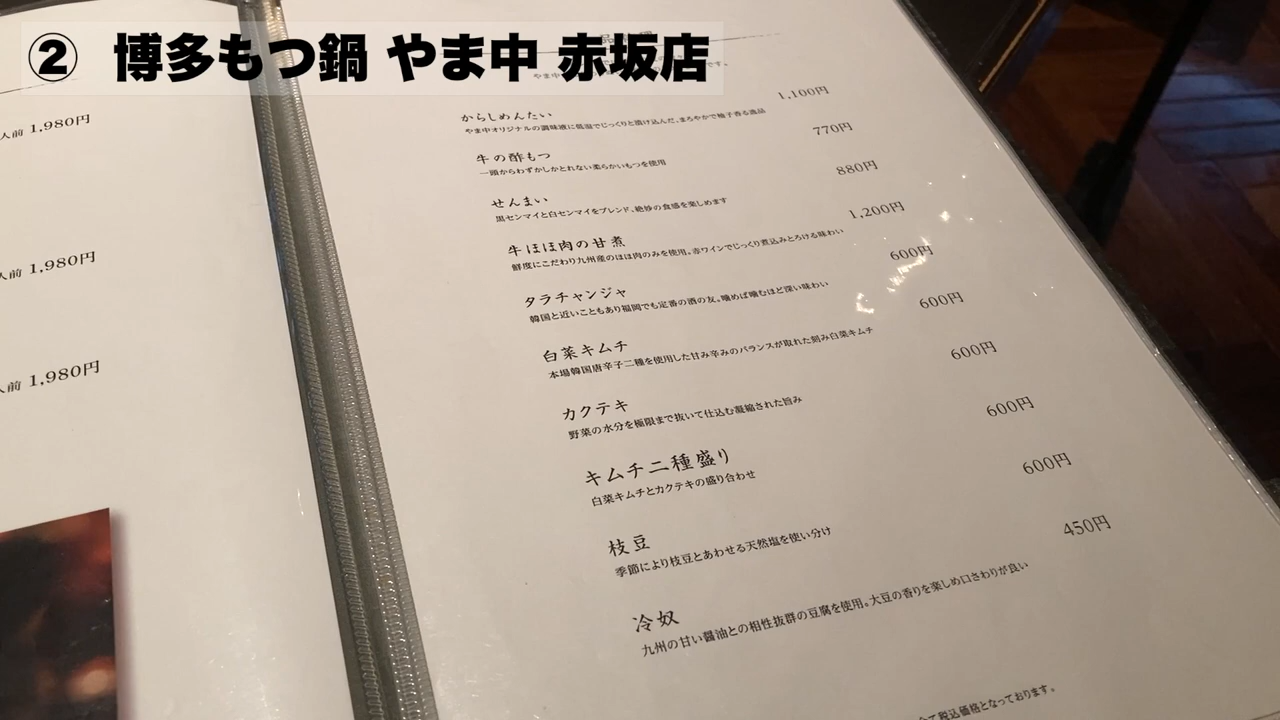 ② 博多もつ鍋 やま中 赤坂店
人前 1,980円
人前 1,980円
人前 1,980円
からしめんたい 1,100円
やま中オリジナルの調味液に低温でじっくりと漬け込んだ、まろやかで柚子香る逸品
牛の酢もつ 770円
一頭からわずかしかとれない柔らかいもつを使用
せんまい 880円
黒センマイと白センマイをブレンド、絶妙の食感を楽しめます
牛ほほ肉の甘煮 1,200円
鮮度にこだわり九州産のほほ肉のみを使用。赤ワインでじっくり煮込みとろける味わい
タラチャンジャ 600円
韓国と近いこともあり福岡でも定番の酒の友。噛めば噛むほど深い味わい
白菜キムチ 600円
本場韓国唐辛子二種を使用した甘み辛みのバランスが取れた刻み白菜キムチ
カクテキ 600円
野菜の水分を極限まで抜いて仕込む凝縮された旨み
キムチ二種盛り 600円
白菜キムチとカクテキの盛り合わせ
枝豆 600円
季節により枝豆とあわせる天然塩を使い分け
冷奴 450円
九州の甘い醤油との相性抜群の豆腐を使用。大豆の香りを楽しめ口さわりが良い
税込価格となっております。